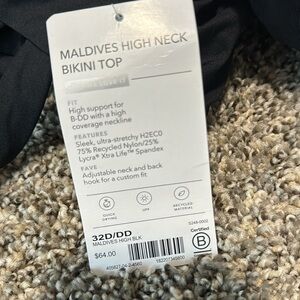 MALDIVES HIGH NECK
BIKINI TOP
FIT
High support for
B-DD with a high
coverage neckline
FEATURES
Sleek, ultra-stretchy H2ECO
75% Recycled Nylon/25%
Lycra® Xtra Life™ Spandex
FAVE
Adjustable neck and back
hook for a custom fit
QUICK
DRYING
UPF
RECYCLED
MATERIAL
S248-0002
32D/DD
MALDIVES HIGH BLK
$64.00
Certified
B